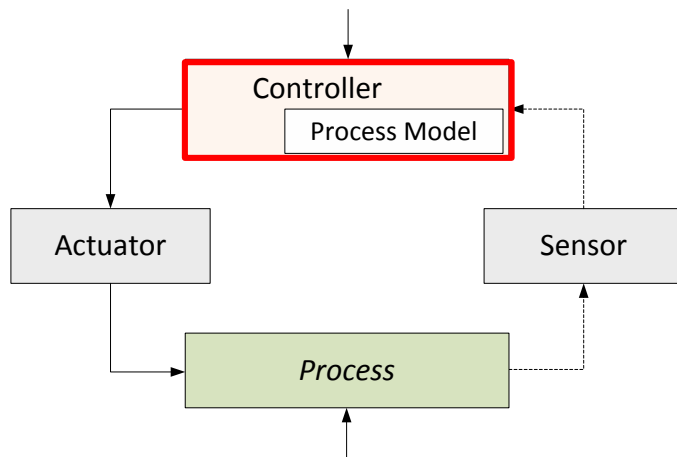 Controller
Process Model
Actuator
Sensor
Process